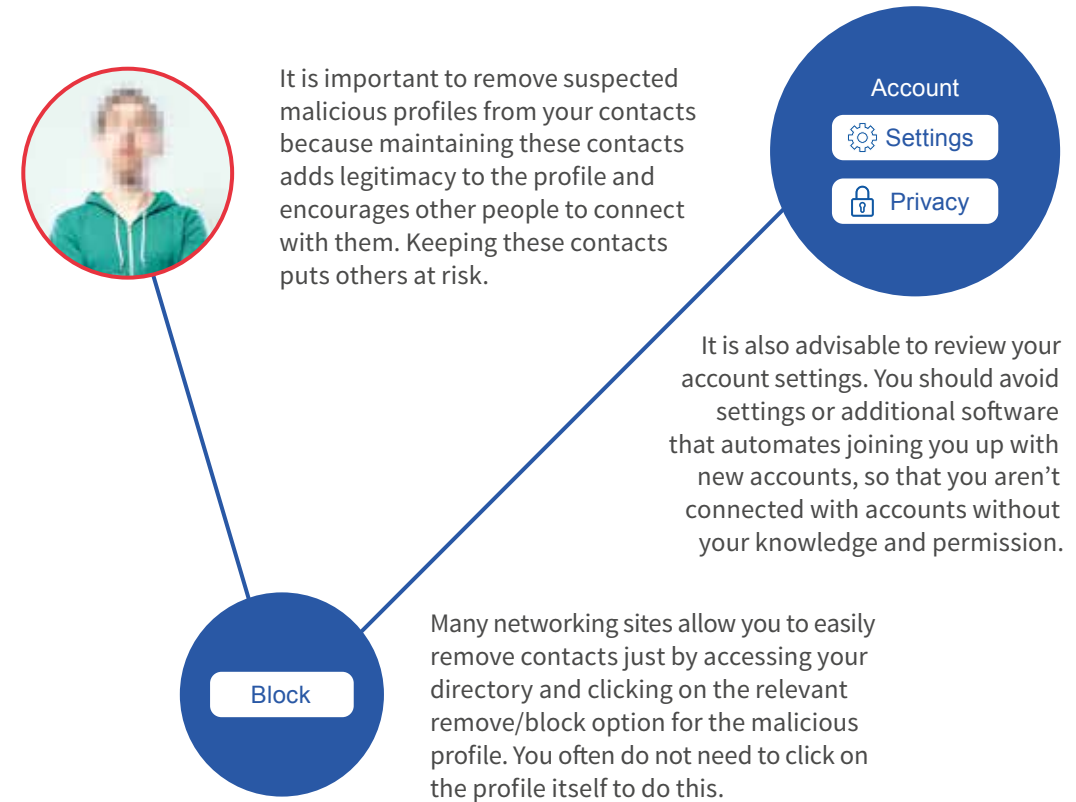 It is important to remove suspected
malicious profiles from your contacts
because maintaining these contacts
adds legitimacy to the profile and
encourages other people to connect
with them. Keeping these contacts
puts others at risk.
Account
Settings
Privacy
It is also advisable to review your
account settings. You should avoid
settings or additional software
that automates joining you up with
new accounts, so that you aren’t
connected with accounts without
your knowledge and permission.
Block
Many networking sites allow you to easily
remove contacts just by accessing your
directory and clicking on the relevant
remove/block option for the malicious
profile. You often do not need to click on
the profile itself to do this.